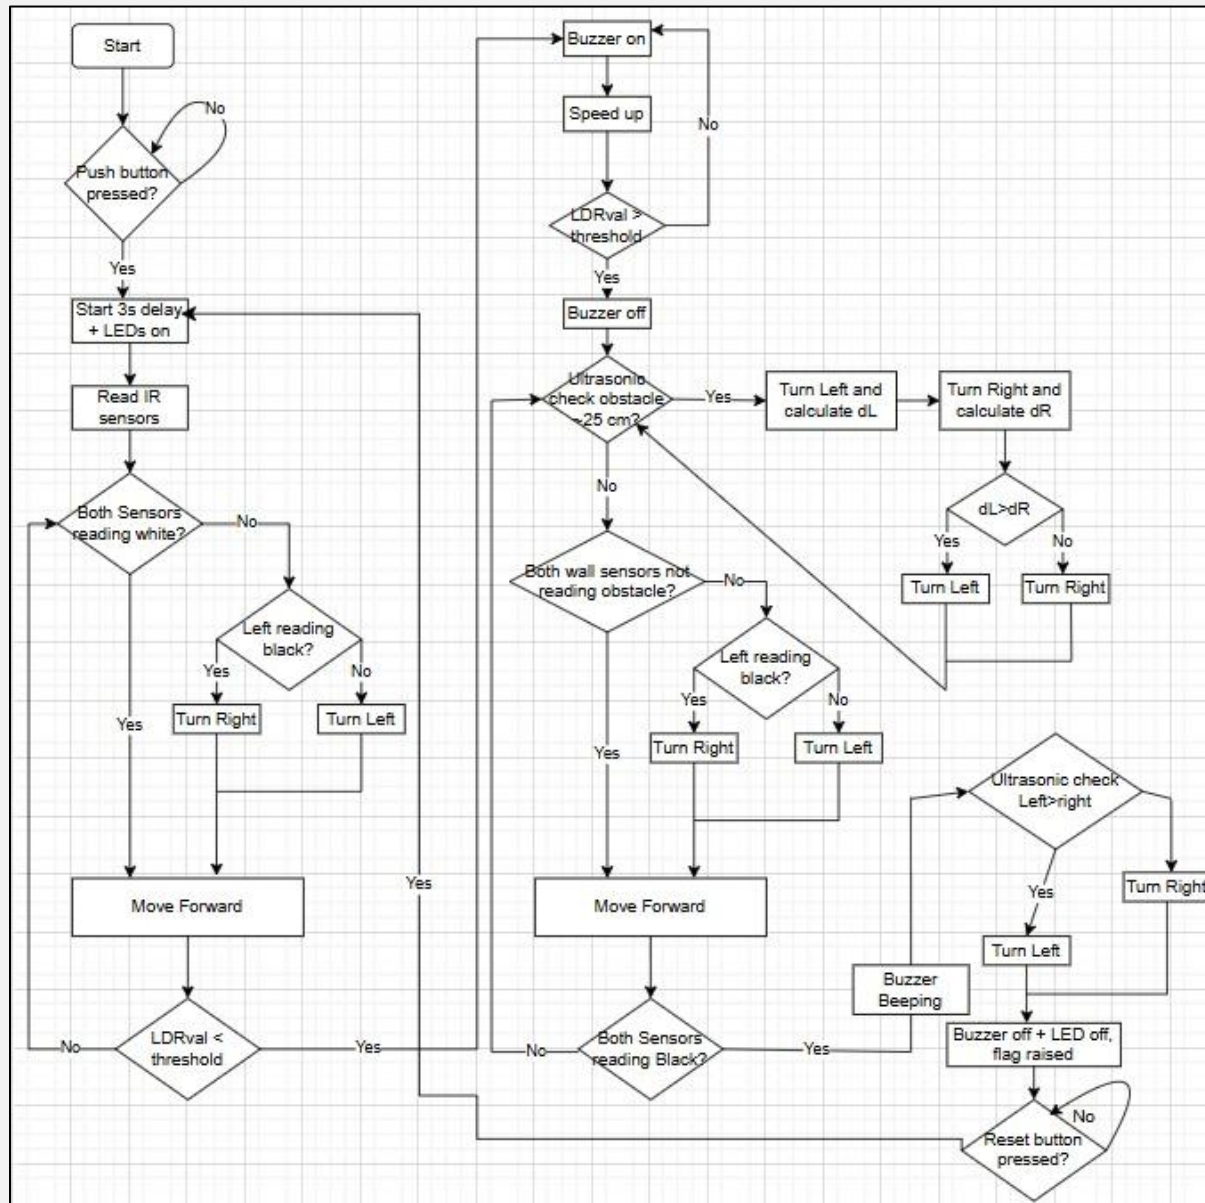 Start
No
Push button
pressed?
Yes
Start 3s delay
+ LEDs on
Read IR
sensors
Both Sensors
reading white?
No
Left reading
black?
Yes
No
Turn Right
Turn Left
Yes
Move Forward
LDRval <
threshold
No
Yes
Yes
Buzzer on
Speed up
No
LDRval >
threshold
Yes
Buzzer off
Ultrasonic
check obstacle
~25 cm?
Yes
Turn Left and
calculate dL
Turn Right and
calculate dR
dL>dR
Yes
No
Turn Left
Turn Right
No
Both wall sensors not
reading obstacle?
No
Left reading
black?
Yes
No
Turn Right
Turn Left
Yes
Move Forward
Both Sensors
reading Black?
No
Yes
Buzzer
Beeping
Ultrasonic check
Left>right
Yes
Turn Right
Turn Left
Buzzer off + LED off,
flag raised
No
Reset button
pressed?